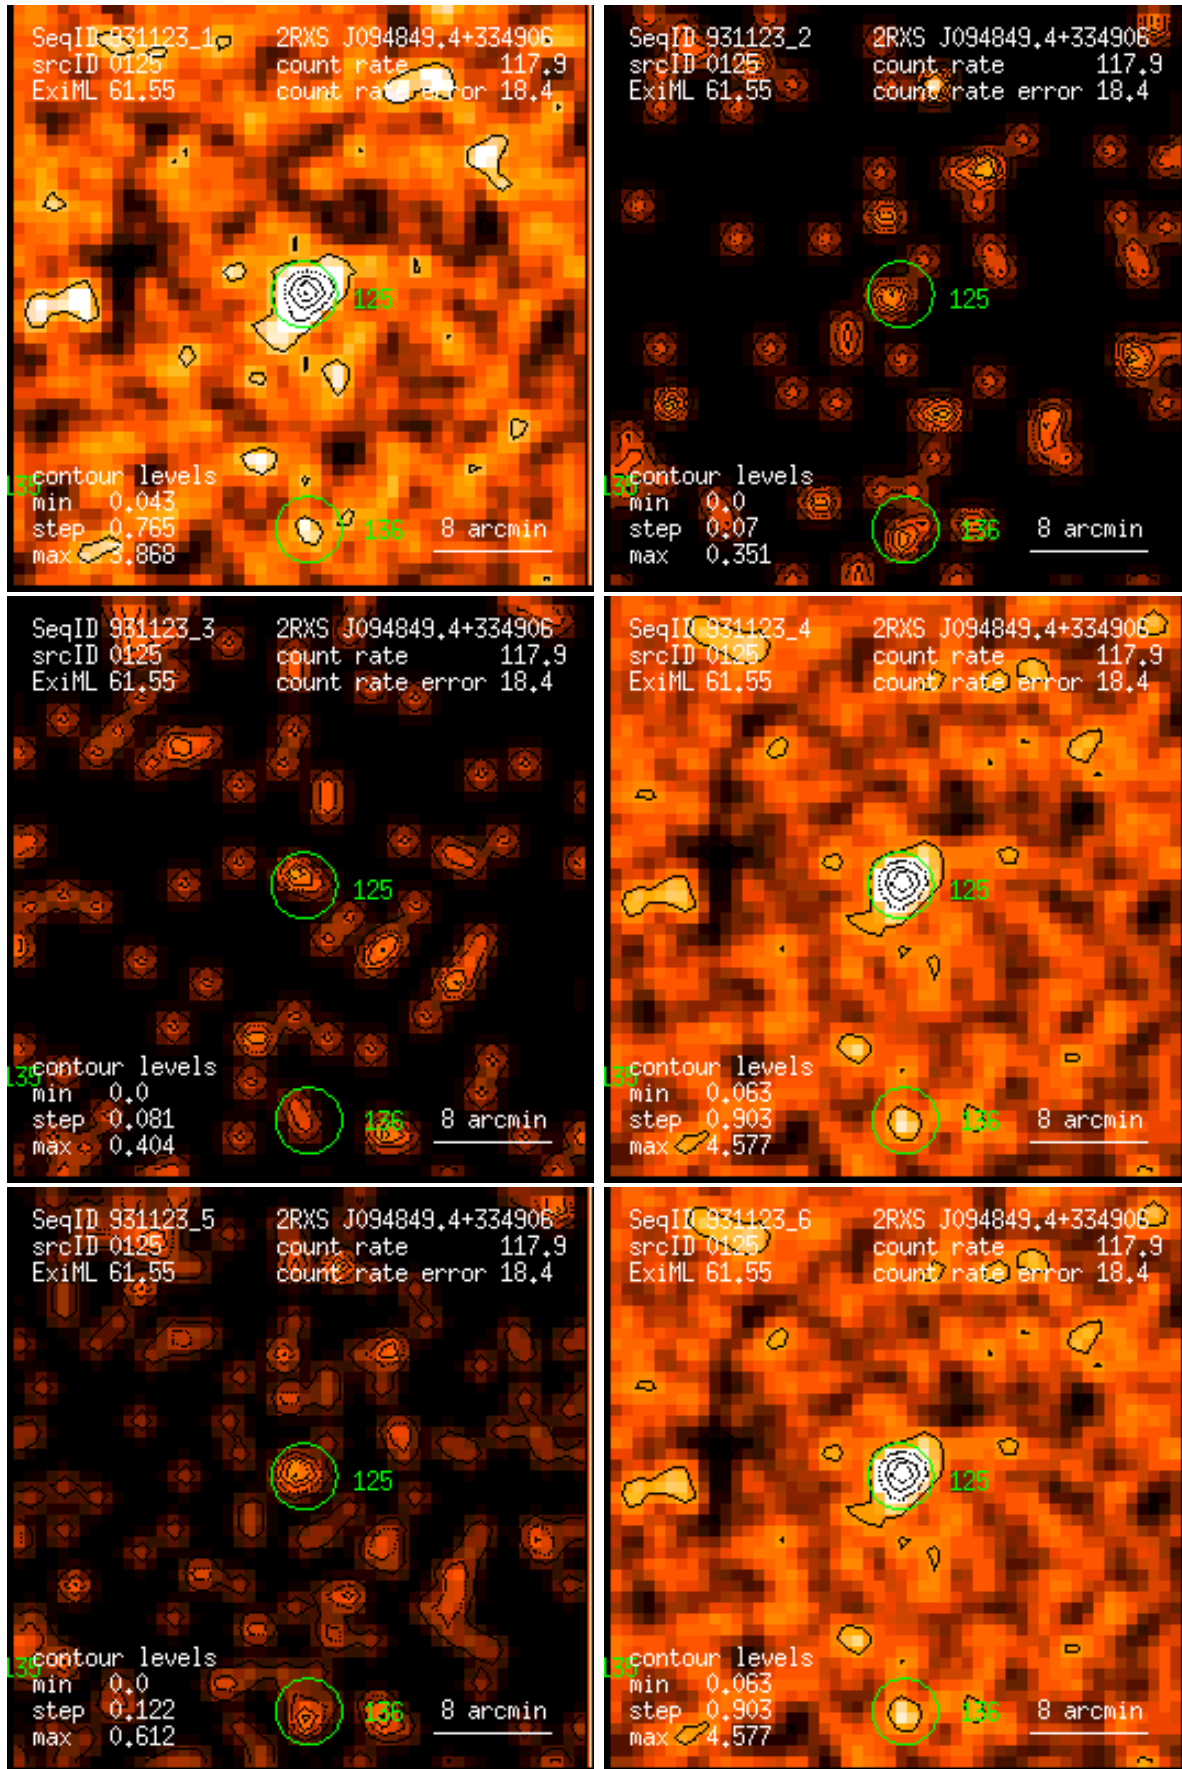 SeqID 931123_1 2RXS J094849.4+334906
srcID 0125 count rate 117.9
ExiML 61.55 count rate error 18.4
125
contour levels
135
min 0.043
step 0.765 136 8 arcmin
max 3.868
SeqID 931123_2 2RXS J094849.4+334906
srcID 0125 count rate 117.9
ExiML 61.55 count rate error 18.4
125
contour levels
135
min 0.0
step 0.07 136 8 arcmin
max 0.351
SeqID 931123_3 2RXS J094849.4+334906
srcID 0125 count rate 117.9
ExiML 61.55 count rate error 18.4
125
contour levels
135
min 0.0
step 0.081 136 8 arcmin
max 0.404
SeqID 931123_4 2RXS J094849.4+334906
srcID 0125 count rate 117.9
ExiML 61.55 count rate error 18.4
125
contour levels
135
min 0.063
step 0.903 136 8 arcmin
max 4.577
SeqID 931123_5 2RXS J094849.4+334906
srcID 0125 count rate 117.9
ExiML 61.55 count rate error 18.4
125
contour levels
135
min 0.0
step 0.122 136 8 arcmin
max 0.612
SeqID 931123_6 2RXS J094849.4+334906
srcID 0125 count rate 117.9
ExiML 61.55 count rate error 18.4
125
contour levels
135
min 0.063
step 0.903 136 8 arcmin
max 4.577